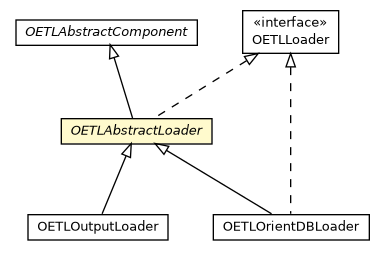 OETLAbstractComponent
«interface»
OETLLoader
OETLAbstractLoader
OETLOutputLoader
OETLOrientDBLoader